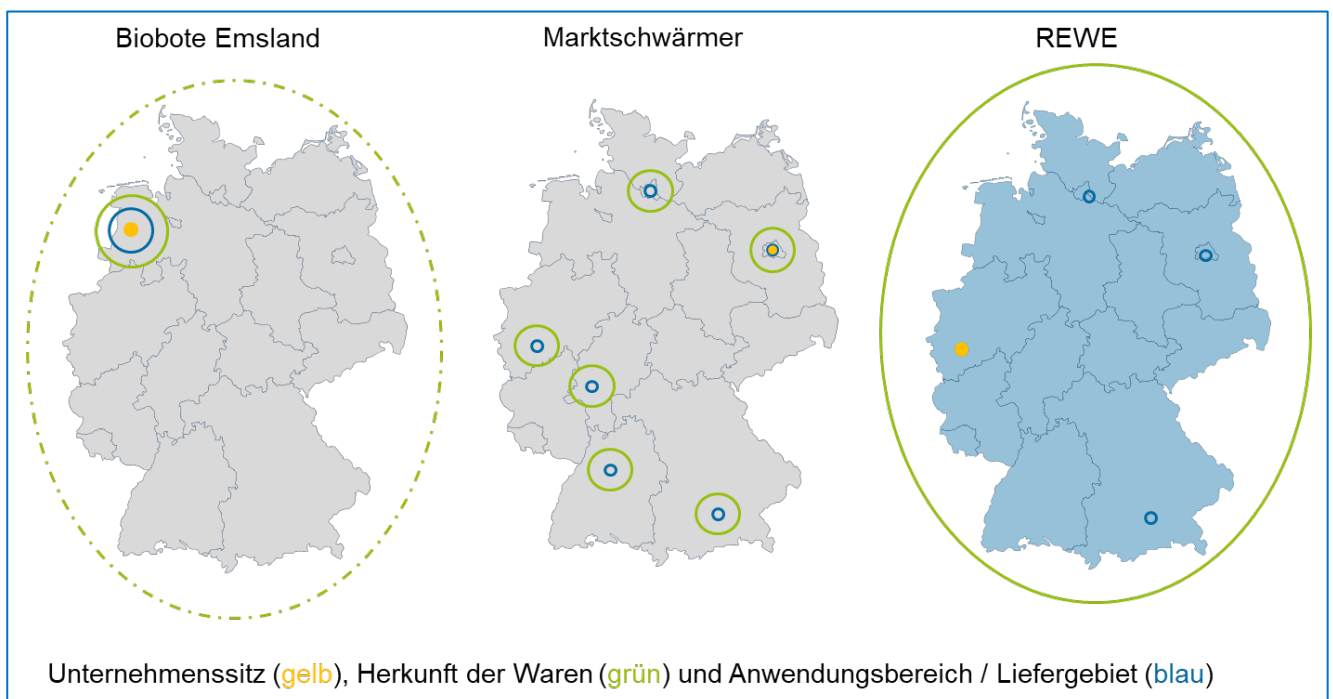 Biobote Emsland
Marktschwärmer
REWE
Unternehmenssitz (gelb), Herkunft der Waren (grün) und Anwendungsbereich / Liefergebiet (blau)